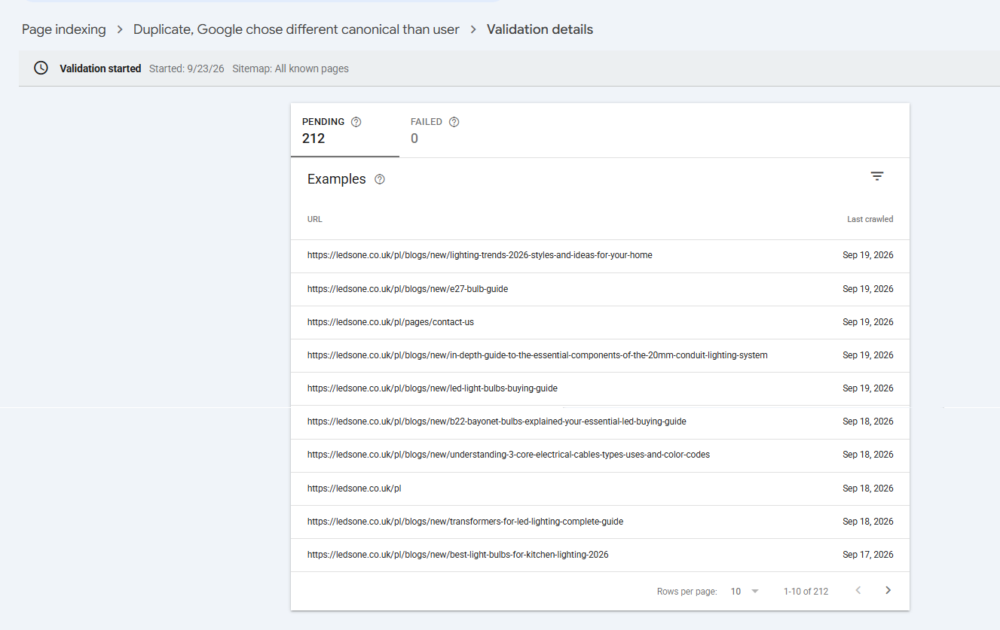 Page indexing > Duplicate, Google chose different canonical than user > Validation details
Validation started Started: 9/23/26 Sitemap: All known pages
PENDING FAILED
212 0
Examples
URL Last crawled
https://ledsone.co.uk/pl/blogs/new/lighting-trends-2026-styles-and-ideas-for-your-home Sep 19, 2026
https://ledsone.co.uk/pl/blogs/new/e27-bulb-guide Sep 19, 2026
https://ledsone.co.uk/pl/pages/contact-us Sep 19, 2026
https://ledsone.co.uk/pl/blogs/new/in-depth-guide-to-the-essential-components-of-the-20mm-conduit-lighting-system Sep 19, 2026
https://ledsone.co.uk/pl/blogs/new/led-light-bulbs-buying-guide Sep 19, 2026
https://ledsone.co.uk/pl/blogs/new/b22-bayonet-bulbs-explained-your-essential-led-buying-guide Sep 18, 2026
https://ledsone.co.uk/pl/blogs/new/understanding-3-core-electrical-cables-types-uses-and-color-codes Sep 18, 2026
https://ledsone.co.uk/pl Sep 18, 2026
https://ledsone.co.uk/pl/blogs/new/transformers-for-led-lighting-complete-guide Sep 18, 2026
https://ledsone.co.uk/pl/blogs/new/best-light-bulbs-for-kitchen-lighting-2026 Sep 17, 2026
Rows per page: 10 1-10 of 212